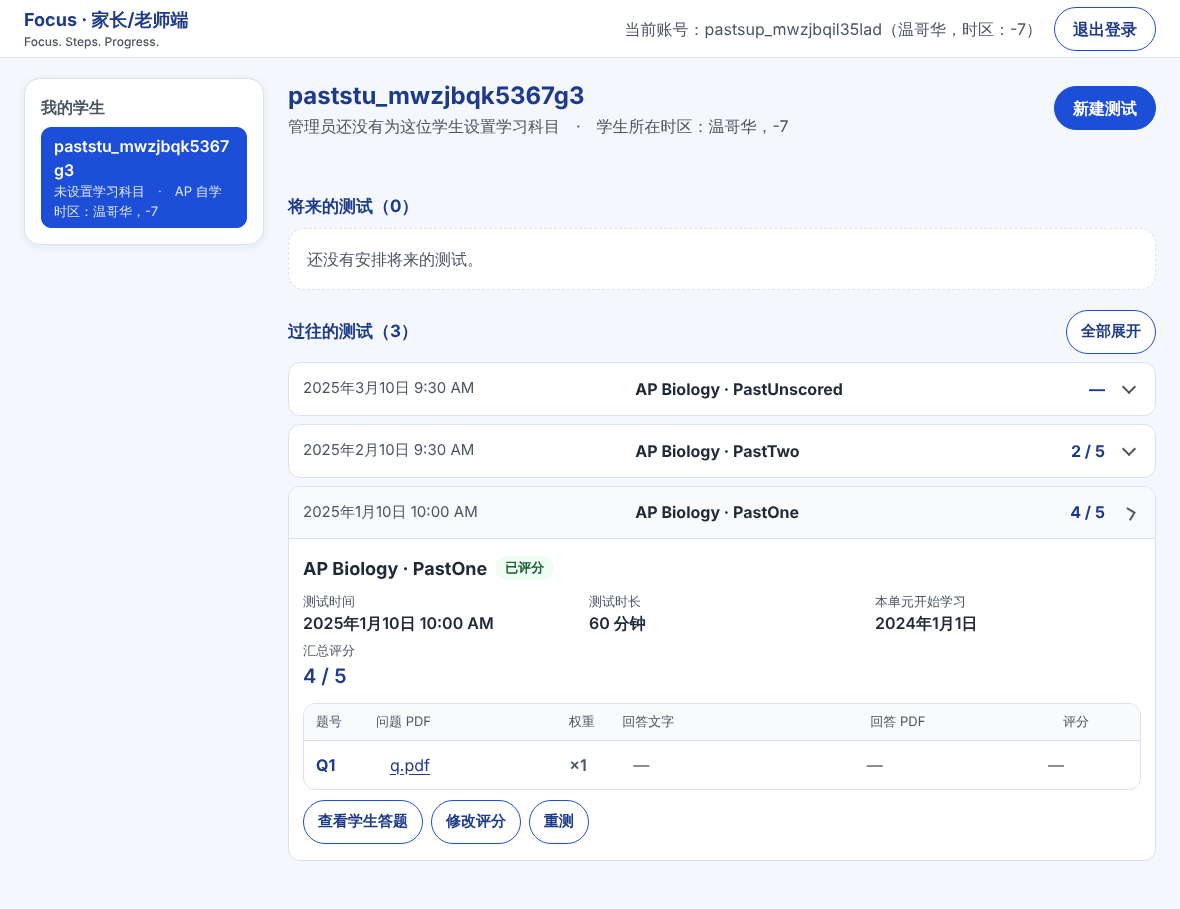 Focus · 家长/老师端
Focus. Steps. Progress.
当前账号：pastsup_mwzjbqil35lad（温哥华，时区：-7）
退出登录
我的学生
paststu_mwzjbqk5367
g3
未设置学习科目 · AP 自学
时区：温哥华，-7
paststu_mwzjbqk5367g3
管理员还没有为这位学生设置学习科目 · 学生所在时区：温哥华，-7
新建测试
将来的测试（0）
还没有安排将来的测试。
过往的测试（3）
全部展开
2025年3月10日 9:30 AM AP Biology · PastUnscored —
2025年2月10日 9:30 AM AP Biology · PastTwo 2 / 5
2025年1月10日 10:00 AM AP Biology · PastOne 4 / 5
AP Biology · PastOne 已评分
测试时间 测试时长 本单元开始学习
2025年1月10日 10:00 AM 60 分钟 2024年1月1日
汇总评分
4 / 5
题号 问题 PDF 权重 回答文字 回答 PDF 评分
Q1 q.pdf ×1 — — —
查看学生答题 修改评分 重测